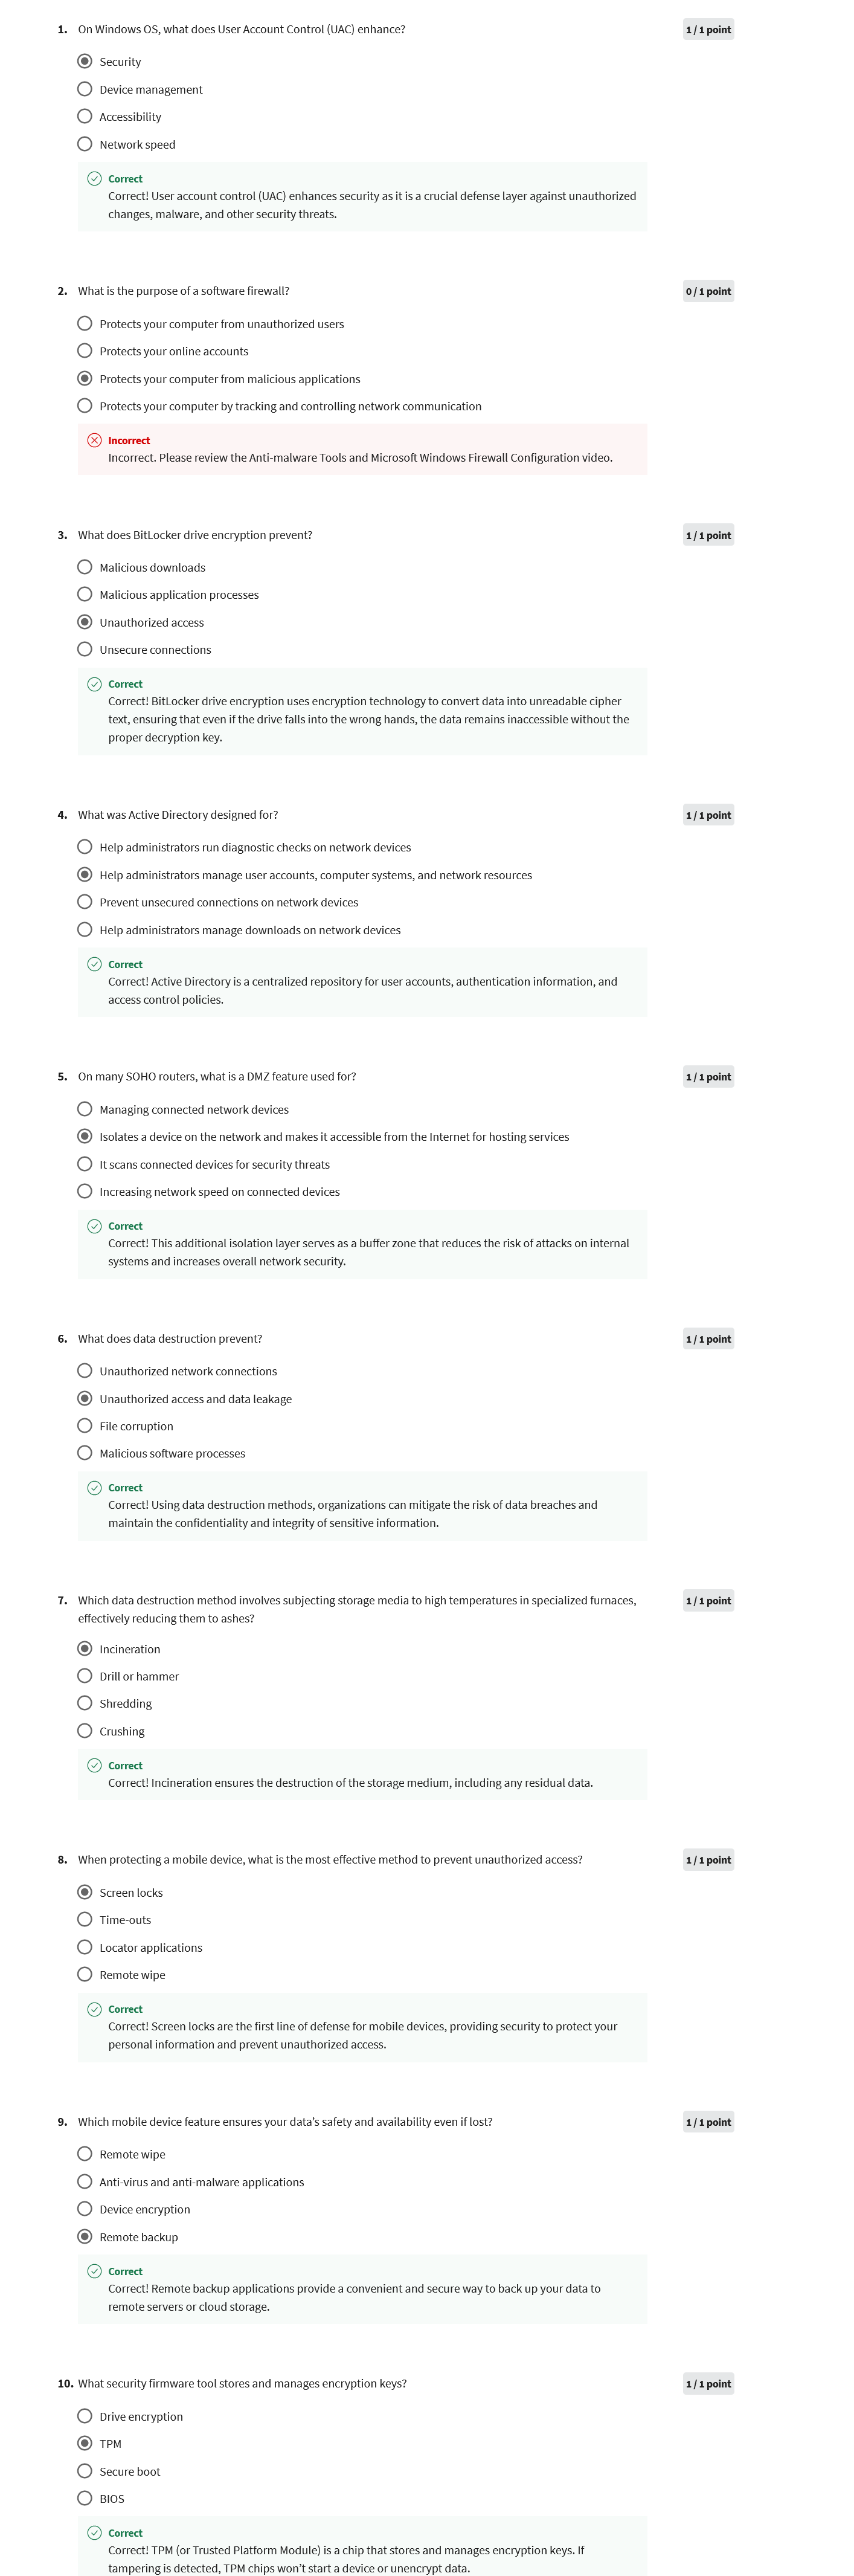 1. On Windows OS, what does User Account Control (UAC) enhance? 1 / 1 point
Security
Device management
Accessibility
Network speed
Correct
Correct! User account control (UAC) enhances security as it is a crucial defense layer against unauthorized
changes, malware, and other security threats.
2. What is the purpose of a software firewall? 0 / 1 point
Protects your computer from unauthorized users
Protects your online accounts
Protects your computer from malicious applications
Protects your computer by tracking and controlling network communication
Incorrect
Incorrect. Please review the Anti-malware Tools and Microsoft Windows Firewall Configuration video.
3. What does BitLocker drive encryption prevent? 1 / 1 point
Malicious downloads
Malicious application processes
Unauthorized access
Unsecure connections
Correct
Correct! BitLocker drive encryption uses encryption technology to convert data into unreadable cipher
text, ensuring that even if the drive falls into the wrong hands, the data remains inaccessible without the
proper decryption key.
4. What was Active Directory designed for? 1 / 1 point
Help administrators run diagnostic checks on network devices
Help administrators manage user accounts, computer systems, and network resources
Prevent unsecured connections on network devices
Help administrators manage downloads on network devices
Correct
Correct! Active Directory is a centralized repository for user accounts, authentication information, and
access control policies.
5. On many SOHO routers, what is a DMZ feature used for? 1 / 1 point
Managing connected network devices
Isolates a device on the network and makes it accessible from the Internet for hosting services
It scans connected devices for security threats
Increasing network speed on connected devices
Correct
Correct! This additional isolation layer serves as a buffer zone that reduces the risk of attacks on internal
systems and increases overall network security.
6. What does data destruction prevent? 1 / 1 point
Unauthorized network connections
Unauthorized access and data leakage
File corruption
Malicious software processes
Correct
Correct! Using data destruction methods, organizations can mitigate the risk of data breaches and
maintain the confidentiality and integrity of sensitive information.
7. Which data destruction method involves subjecting storage media to high temperatures in specialized furnaces, 1 / 1 point
effectively reducing them to ashes?
Incineration
Drill or hammer
Shredding
Crushing
Correct
Correct! Incineration ensures the destruction of the storage medium, including any residual data.
8. When protecting a mobile device, what is the most effective method to prevent unauthorized access? 1 / 1 point
Screen locks
Time-outs
Locator applications
Remote wipe
Correct
Correct! Screen locks are the first line of defense for mobile devices, providing security to protect your
personal information and prevent unauthorized access.
9. Which mobile device feature ensures your data’s safety and availability even if lost? 1 / 1 point
Remote wipe
Anti-virus and anti-malware applications
Device encryption
Remote backup
Correct
Correct! Remote backup applications provide a convenient and secure way to back up your data to
remote servers or cloud storage.
10. What security firmware tool stores and manages encryption keys? 1 / 1 point
Drive encryption
TPM
Secure boot
BIOS
Correct
Correct! TPM (or Trusted Platform Module) is a chip that stores and manages encryption keys. If
tampering is detected, TPM chips won’t start a device or unencrypt data.